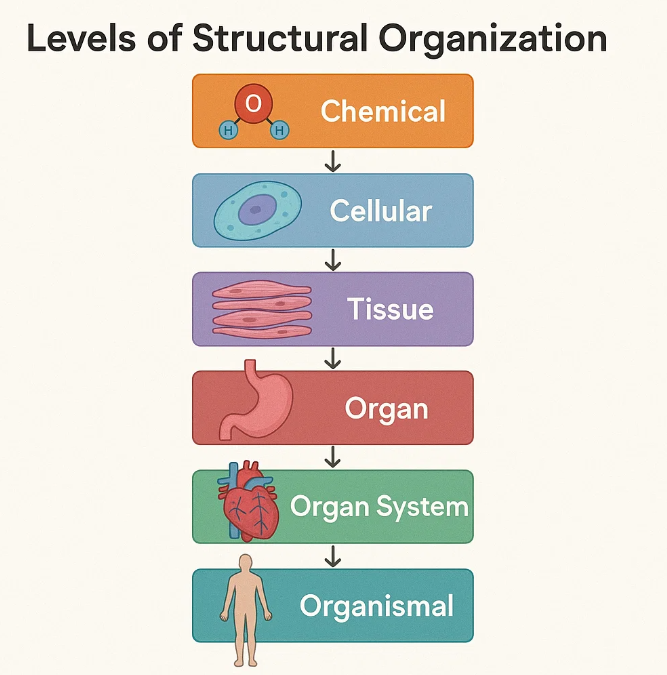 Levels of Structural Organization
O
H H
Chemical
Cellular
Tissue
Organ
Organ System
Organismal